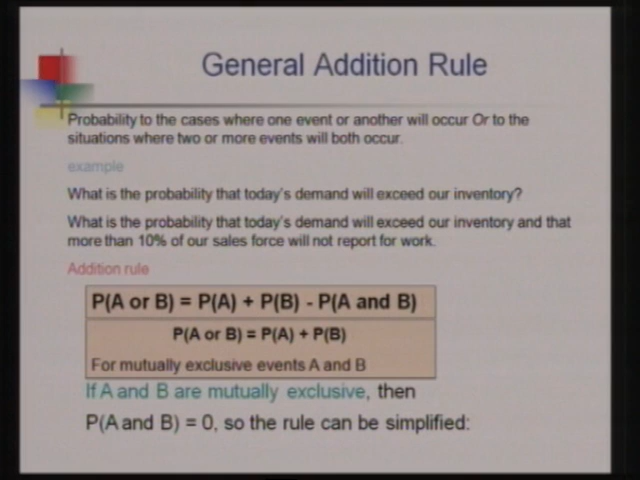 General Addition Rule
Probability to the cases where one event or another will occur Or to the
situations where two or more events will both occur.
example
What is the probability that today's demand will exceed our inventory?
What is the probability that today's demand will exceed our inventory and that
more than 10% of our sales force will not report for work.
Addition rule
P(A or B) = P(A) + P(B) - P(A and B)
P(A or B) = P(A) + P(B)
For mutually exclusive events A and B
If A and B are mutually exclusive, then
P(A and B) = 0, so the rule can be simplified: